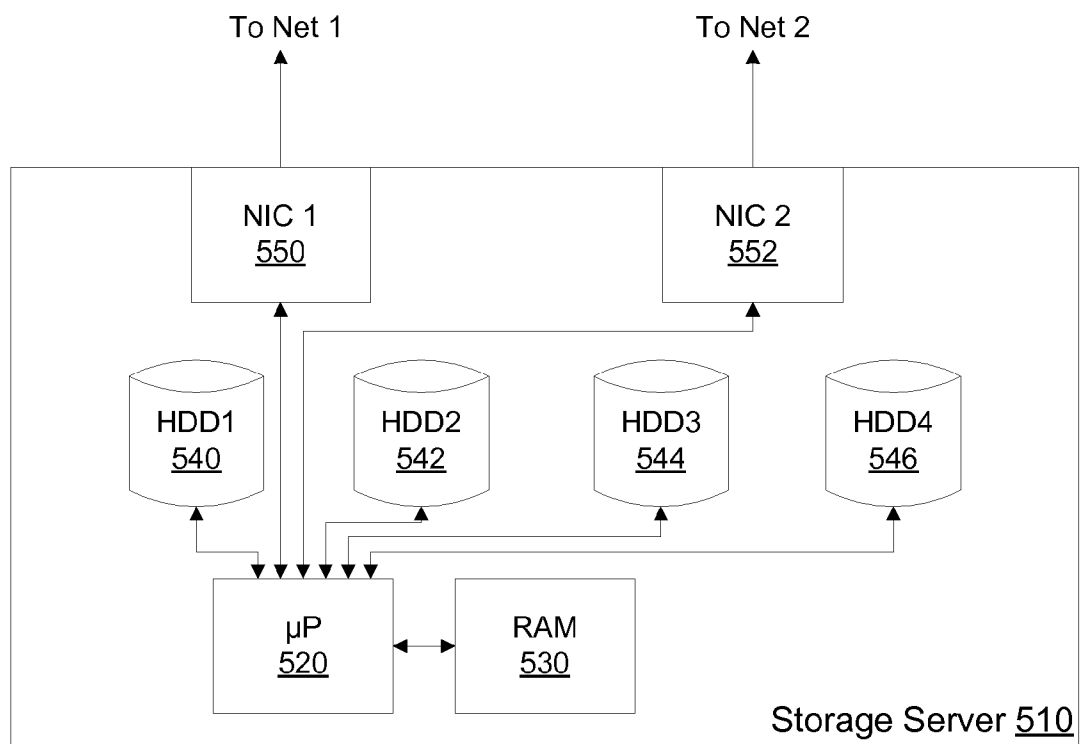 To Net 1
To Net 2
NIC 1
550
NIC 2
552
HDD1
540
HDD2
542
HDD3
544
HDD4
546
µP
520
RAM
530
Storage Server 510